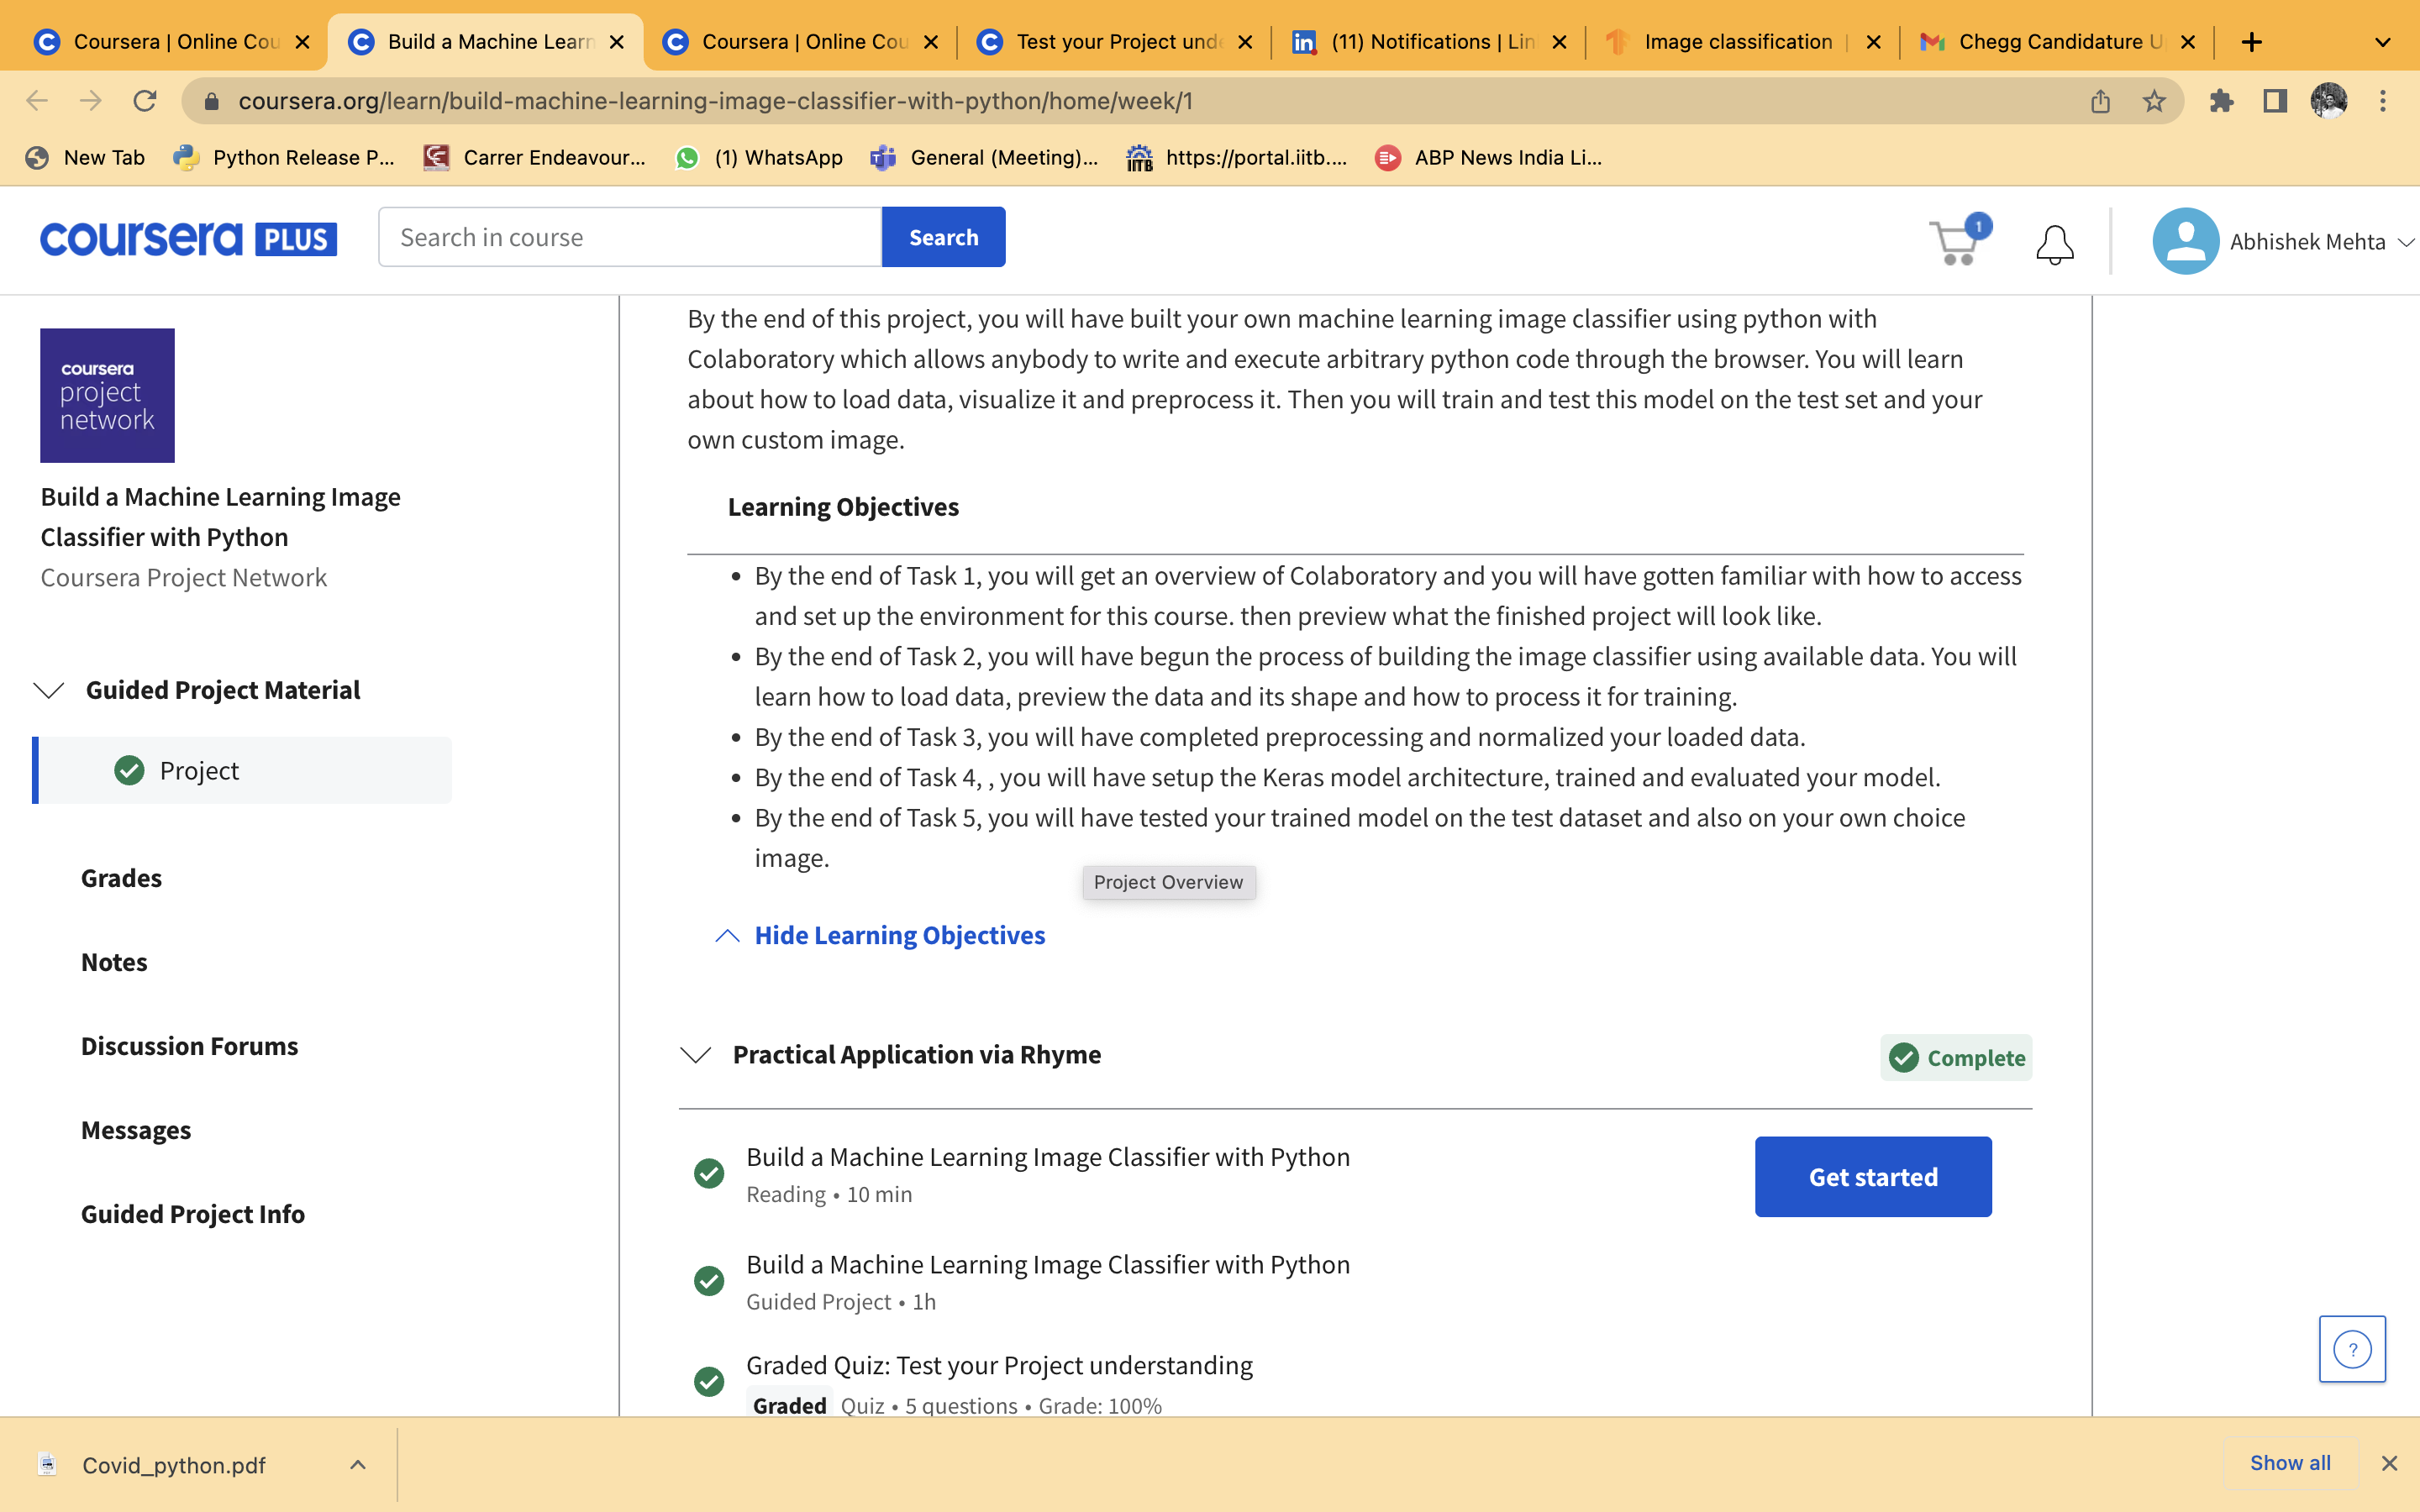 Coursera | Online Cou
Build a Machine Learn
Coursera | Online Cou
Test your Project unde
(11) Notifications | Lin
Image classification
Chegg Candidature U
coursera.org/learn/build-machine-learning-image-classifier-with-python/home/week/1
New Tab
Python Release P...
Carrer Endeavour...
(1) WhatsApp
General (Meeting)...
https://portal.iitb....
ABP News India Li...
coursera PLUS
Search in course
Search
1
Abhishek Mehta
coursera
project
network
Build a Machine Learning Image
Classifier with Python
Coursera Project Network
Guided Project Material
Project
Grades
Notes
Discussion Forums
Messages
Guided Project Info
By the end of this project, you will have built your own machine learning image classifier using python with
Colaboratory which allows anybody to write and execute arbitrary python code through the browser. You will learn
about how to load data, visualize it and preprocess it. Then you will train and test this model on the test set and your
own custom image.
Learning Objectives
• By the end of Task 1, you will get an overview of Colaboratory and you will have gotten familiar with how to access
and set up the environment for this course. then preview what the finished project will look like.
• By the end of Task 2, you will have begun the process of building the image classifier using available data. You will
learn how to load data, preview the data and its shape and how to process it for training.
• By the end of Task 3, you will have completed preprocessing and normalized your loaded data.
• By the end of Task 4, , you will have setup the Keras model architecture, trained and evaluated your model.
• By the end of Task 5, you will have tested your trained model on the test dataset and also on your own choice
image.
Project Overview
Hide Learning Objectives
Practical Application via Rhyme
Complete
Build a Machine Learning Image Classifier with Python
Reading • 10 min
Get started
Build a Machine Learning Image Classifier with Python
Guided Project • 1h
Graded Quiz: Test your Project understanding
Graded Quiz • 5 questions • Grade: 100%
?
Covid_python.pdf
Show all